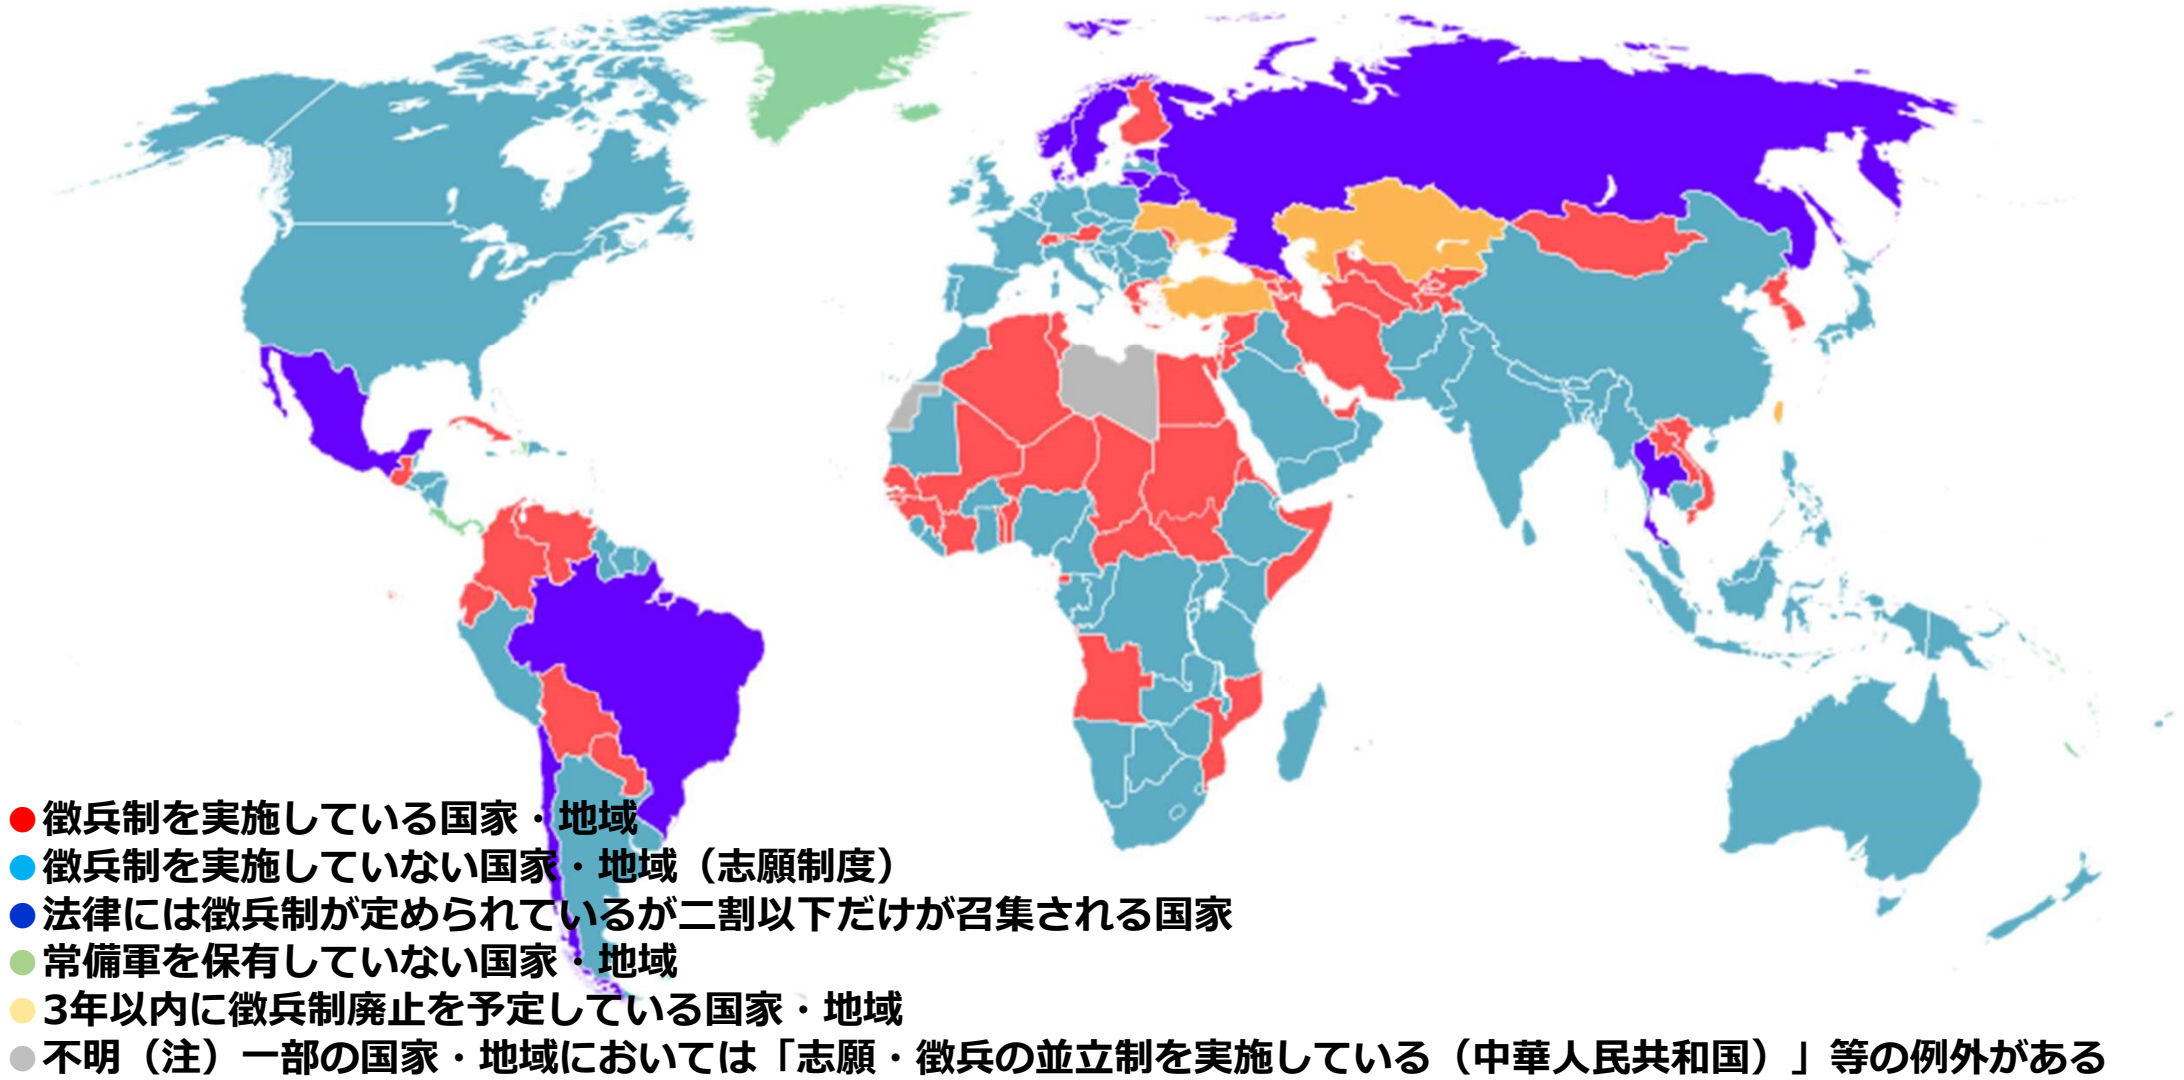 徴兵制を実施している国家・地域
徴兵制を実施していない国家・地域（志願制度）
法律には徴兵制が定められているが二割以下だけが召集される国家
常備軍を保有していない国家・地域
3年以内に徴兵制廃止を予定している国家・地域
不明（注）一部の国家・地域においては「志願・徴兵の並立制を実施している（中華人民共和国）」等の例外がある